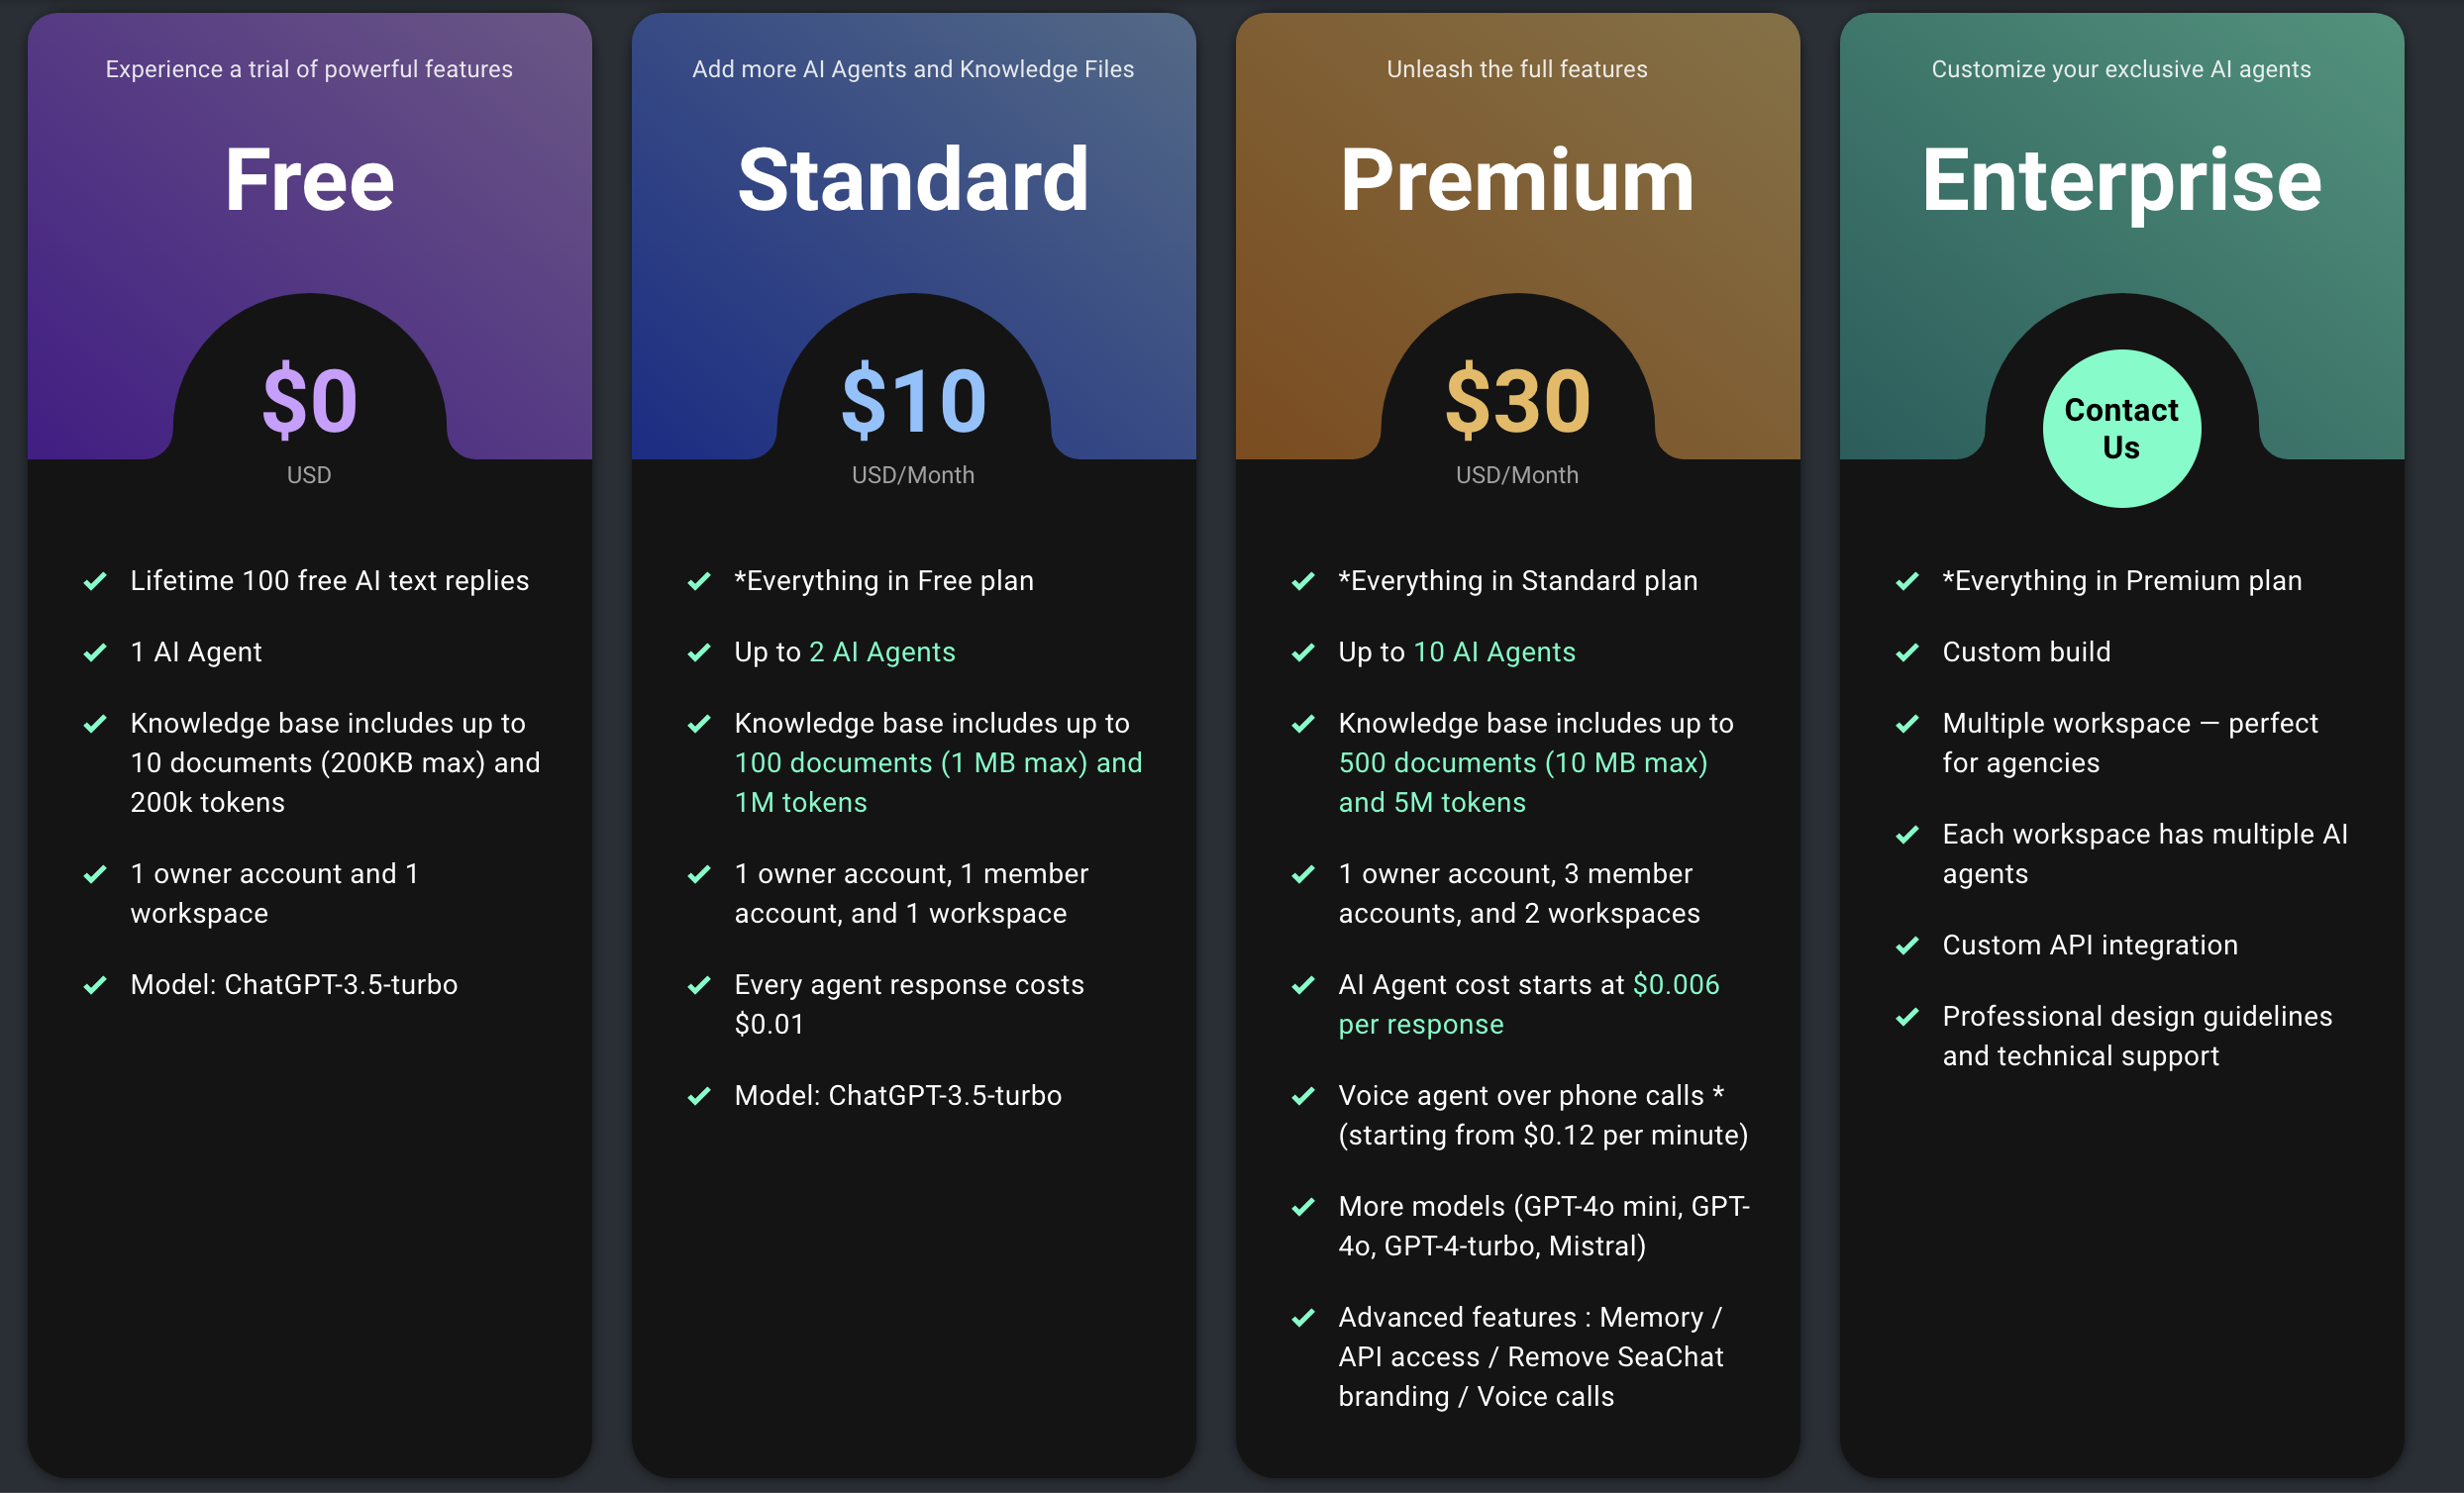 Experience a trial of powerful features
Free
$0
USD
Lifetime 100 free AI text replies
1 AI Agent
Knowledge base includes up to
10 documents (200KB max) and
200k tokens
1 owner account and 1
workspace
Model: ChatGPT-3.5-turbo
Add more AI Agents and Knowledge Files
Standard
$10
USD/Month
*Everything in Free plan
Up to 2 AI Agents
Knowledge base includes up to
100 documents (1 MB max) and
1M tokens
1 owner account, 1 member
account, and 1 workspace
Every agent response costs
$0.01
Model: ChatGPT-3.5-turbo
Unleash the full features
Premium
$30
USD/Month
*Everything in Standard plan
Up to 10 AI Agents
Knowledge base includes up to
500 documents (10 MB max)
and 5M tokens
1 owner account, 3 member
accounts, and 2 workspaces
AI Agent cost starts at $0.006
per response
Voice agent over phone calls *
(starting from $0.12 per minute)
More models (GPT-4o mini, GPT-
4o, GPT-4-turbo, Mistral)
Advanced features : Memory /
API access / Remove SeaChat
branding / Voice calls
Customize your exclusive AI agents
Enterprise
Contact
Us
*Everything in Premium plan
Custom build
Multiple workspace — perfect
for agencies
Each workspace has multiple AI
agents
Custom API integration
Professional design guidelines
and technical support